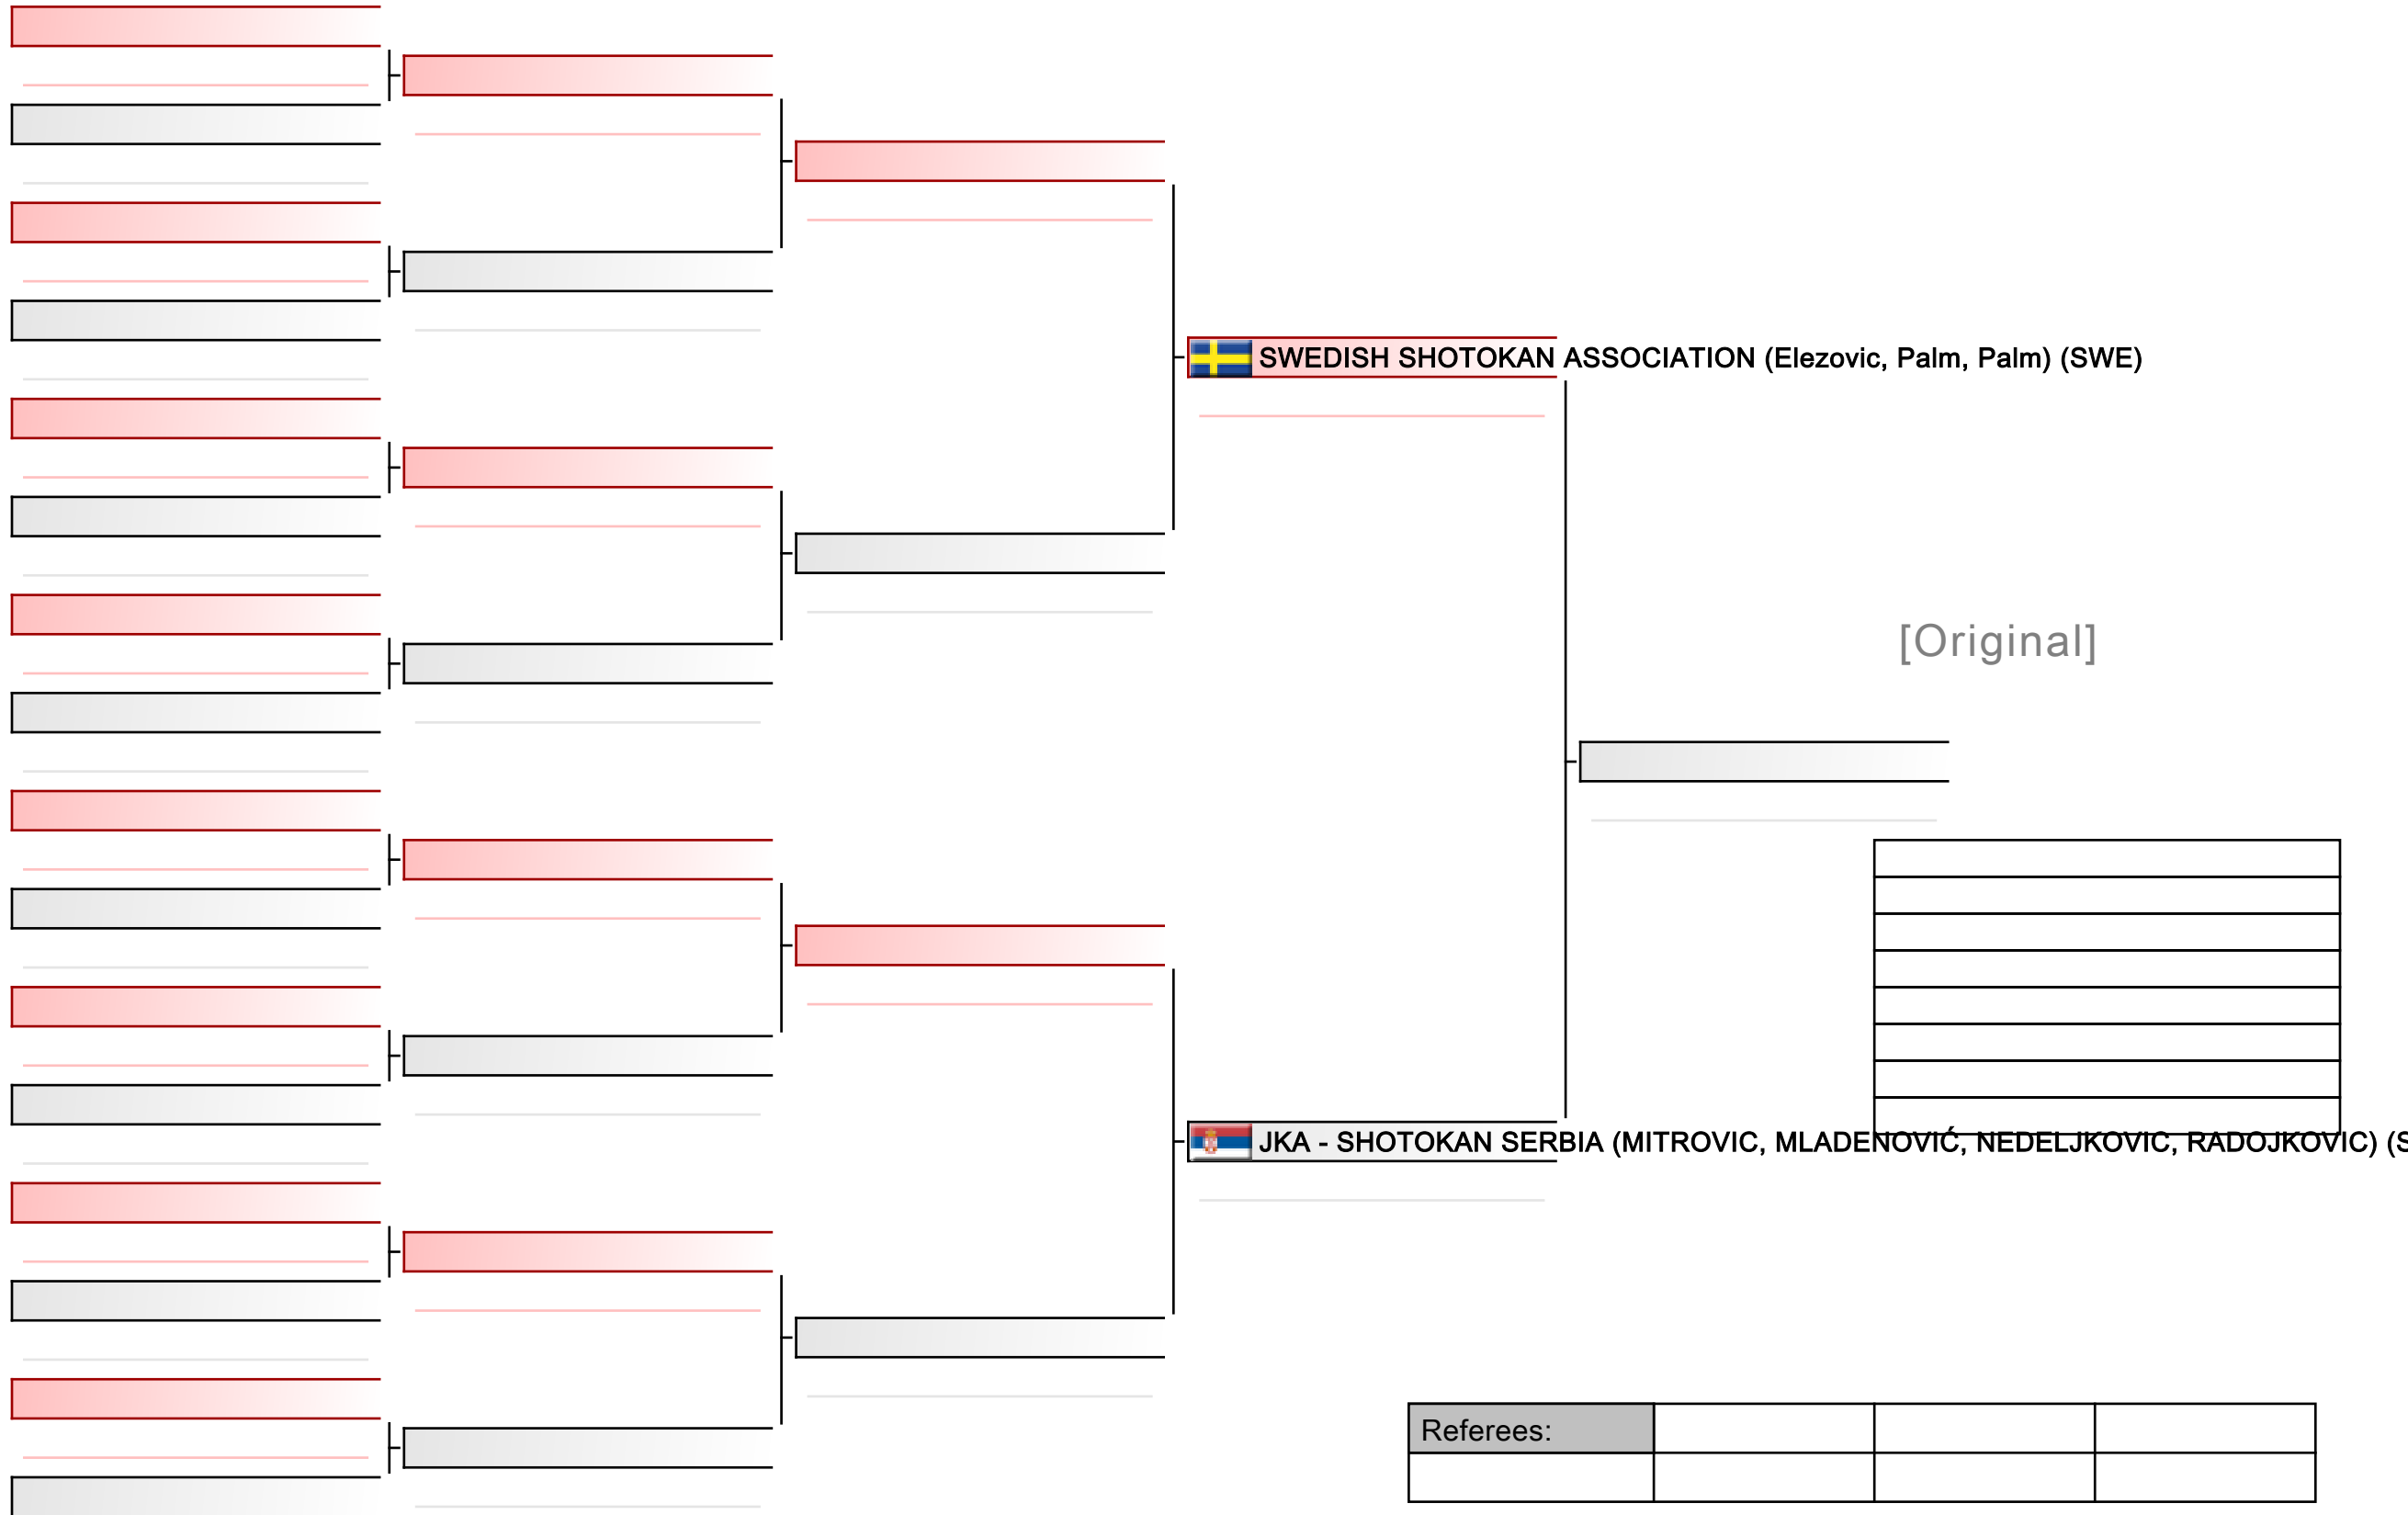 SWEDISH SHOTOKAN ASSOCIATION (Elezovic, Palm, Palm) (SWE)
[Original]
JKA - SHOTOKAN SERBIA (MITROVIC, MLADENOVIĆ, NEDELJKOVIC, RADOJKOVIC) (S
Referees: